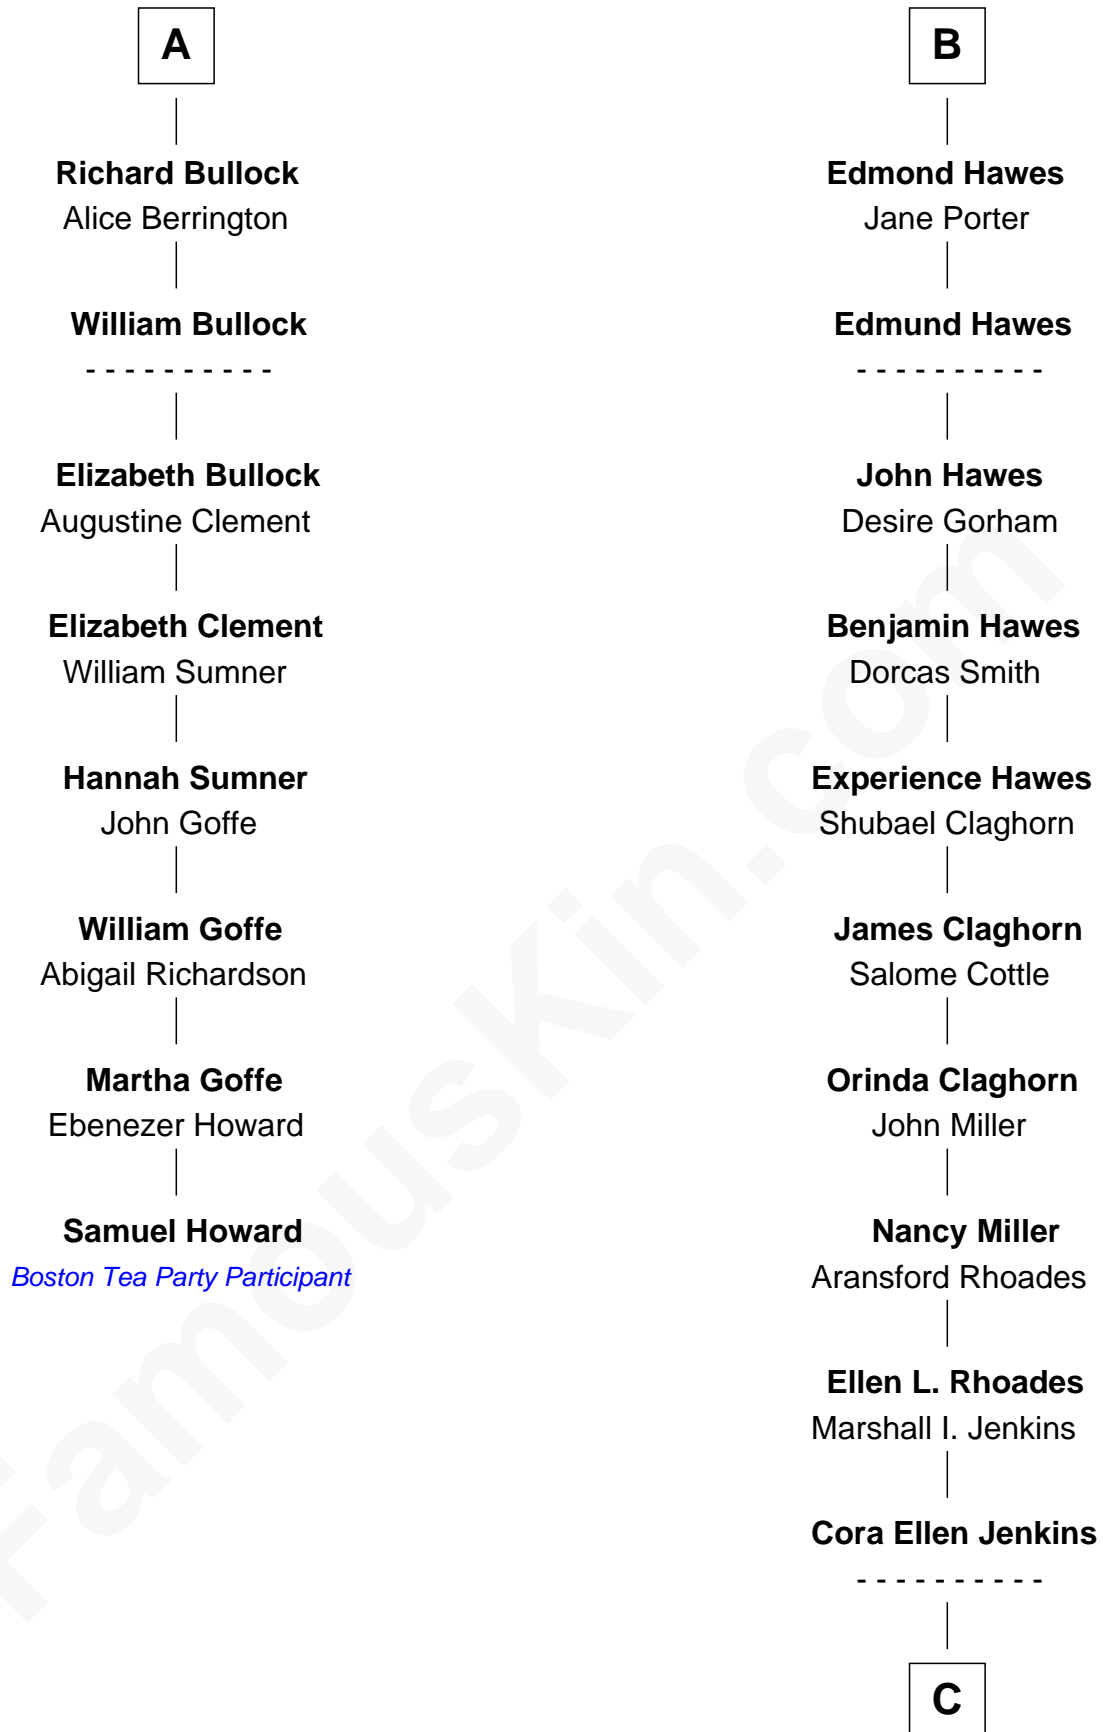 A
Richard Bullock
Alice Berrington
William Bullock
- - - - - - - - - -
Elizabeth Bullock
Augustine Clement
Elizabeth Clement
William Sumner
Hannah Sumner
John Goffe
William Goffe
Abigail Richardson
Martha Goffe
Ebenezer Howard
Samuel Howard
Boston Tea Party Participant
B
Edmond Hawes
Jane Porter
Edmund Hawes
- - - - - - - - - -
John Hawes
Desire Gorham
Benjamin Hawes
Dorcas Smith
Experience Hawes
Shubael Claghorn
James Claghorn
Salome Cottle
Orinda Claghorn
John Miller
Nancy Miller
Aransford Rhoades
Ellen L. Rhoades
Marshall I. Jenkins
Cora Ellen Jenkins
- - - - - - - - - -
C
FamousKin.com